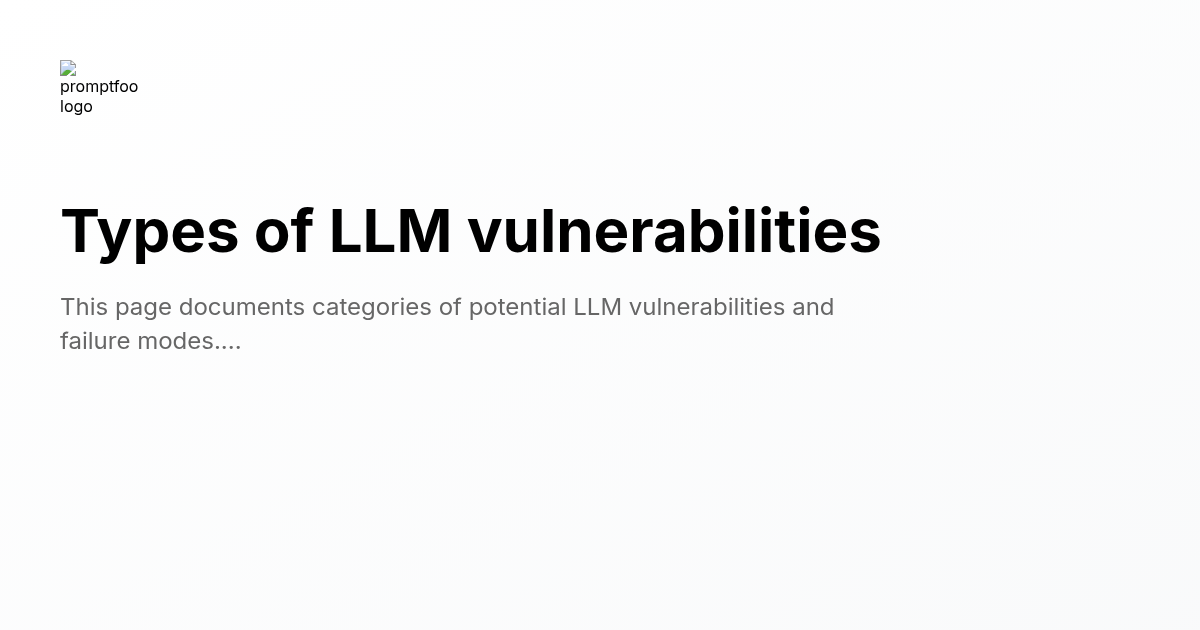 promptfoo
logo
Types of LLM vulnerabilities
This page documents categories of potential LLM vulnerabilities and
failure modes....